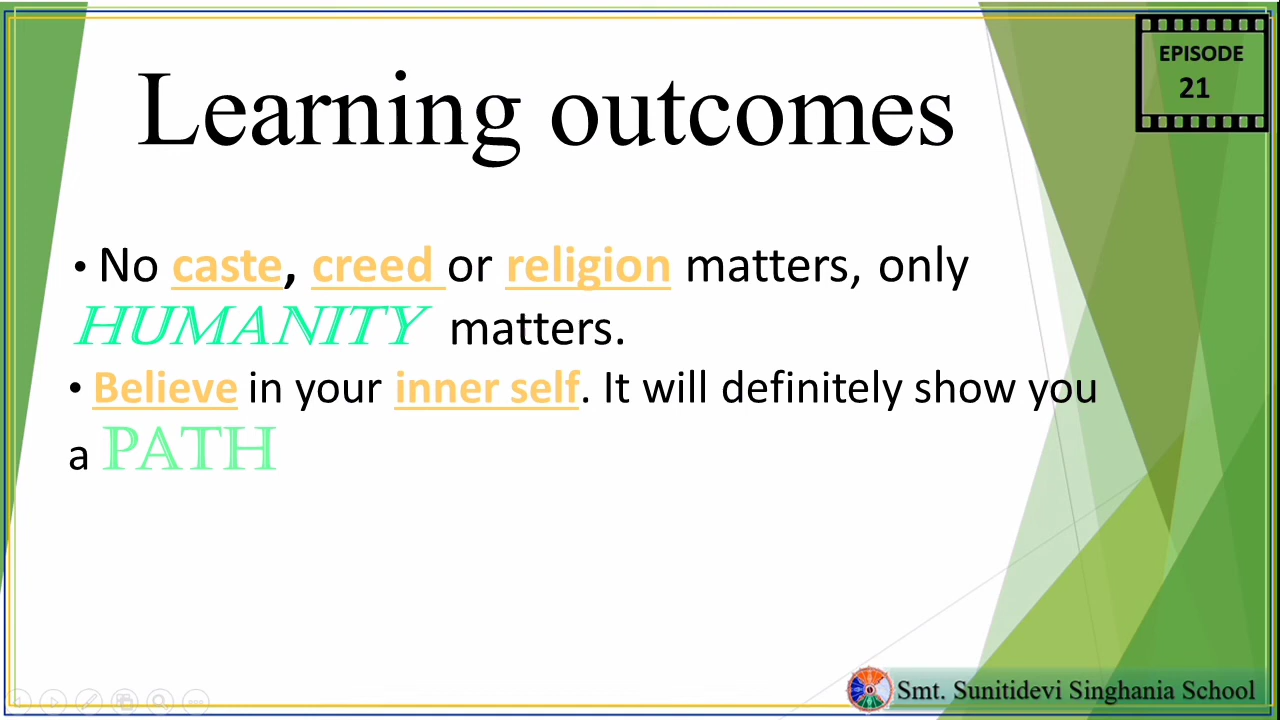 EPISODE
21
Learning outcomes
• No caste, creed or religion matters, only
HUMANITY matters.
• Believe in your inner self. It will definitely show you
a PATH
Smt. Sunitidevi Singhania School